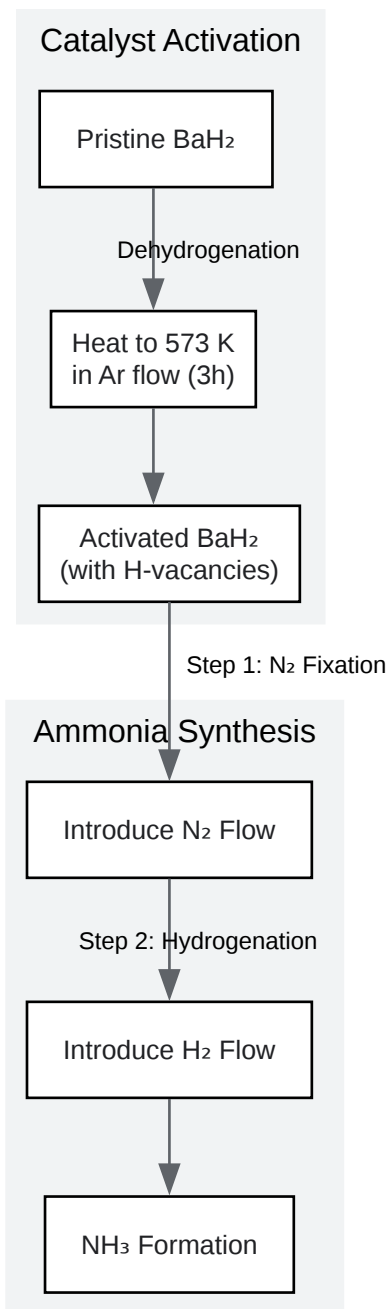 Catalyst Activation
Pristine BaH₂
Dehydrogenation
Heat to 573 K
in Ar flow (3h)
Activated BaH₂
(with H-vacancies)
Step 1: N₂ Fixation
Ammonia Synthesis
Introduce N₂ Flow
Step 2: Hydrogenation
Introduce H₂ Flow
NH₃ Formation